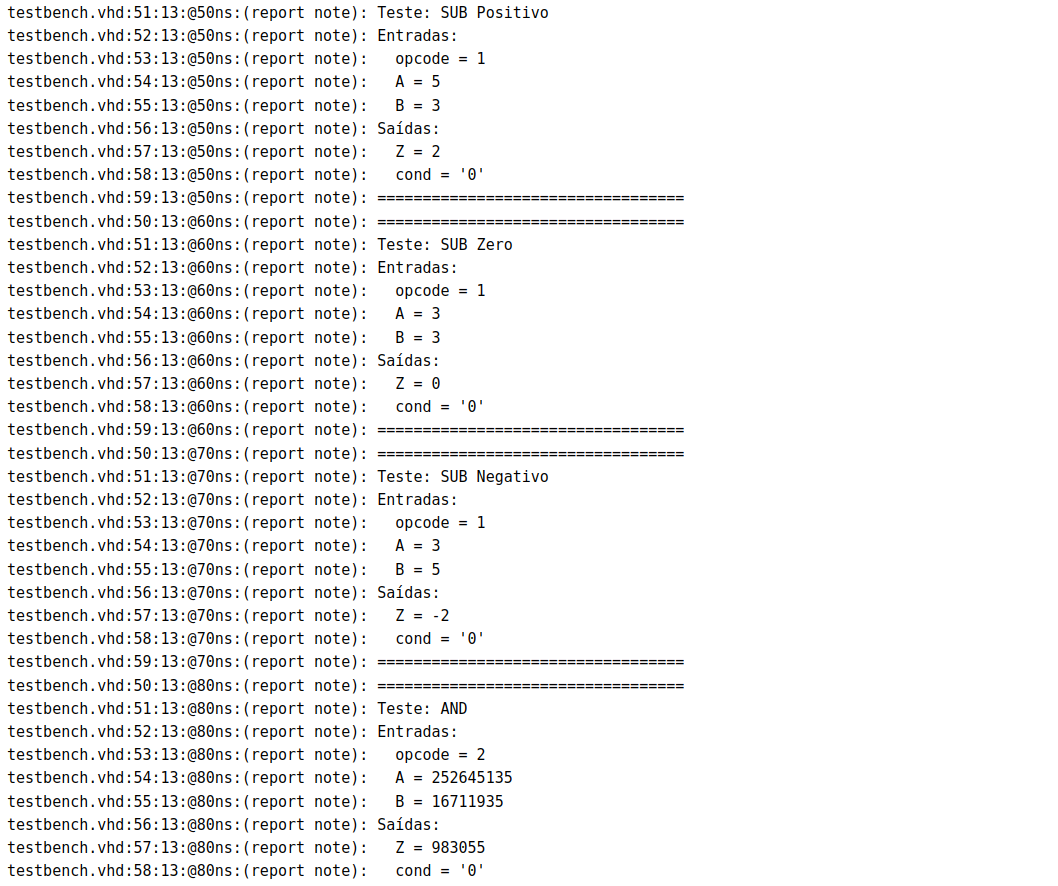 testbench.vhd:51:13:@50ns:(report note): Teste: SUB Positivo
testbench.vhd:52:13:@50ns:(report note): Entradas:
testbench.vhd:53:13:@50ns:(report note):   opcode = 1
testbench.vhd:54:13:@50ns:(report note):   A = 5
testbench.vhd:55:13:@50ns:(report note):   B = 3
testbench.vhd:56:13:@50ns:(report note): Saídas:
testbench.vhd:57:13:@50ns:(report note):   Z = 2
testbench.vhd:58:13:@50ns:(report note):   cond = '0'
testbench.vhd:59:13:@50ns:(report note): ==================================
testbench.vhd:50:13:@60ns:(report note): ==================================
testbench.vhd:51:13:@60ns:(report note): Teste: SUB Zero
testbench.vhd:52:13:@60ns:(report note): Entradas:
testbench.vhd:53:13:@60ns:(report note):   opcode = 1
testbench.vhd:54:13:@60ns:(report note):   A = 3
testbench.vhd:55:13:@60ns:(report note):   B = 3
testbench.vhd:56:13:@60ns:(report note): Saídas:
testbench.vhd:57:13:@60ns:(report note):   Z = 0
testbench.vhd:58:13:@60ns:(report note):   cond = '0'
testbench.vhd:59:13:@60ns:(report note): ==================================
testbench.vhd:50:13:@70ns:(report note): ==================================
testbench.vhd:51:13:@70ns:(report note): Teste: SUB Negativo
testbench.vhd:52:13:@70ns:(report note): Entradas:
testbench.vhd:53:13:@70ns:(report note):   opcode = 1
testbench.vhd:54:13:@70ns:(report note):   A = 3
testbench.vhd:55:13:@70ns:(report note):   B = 5
testbench.vhd:56:13:@70ns:(report note): Saídas:
testbench.vhd:57:13:@70ns:(report note):   Z = -2
testbench.vhd:58:13:@70ns:(report note):   cond = '0'
testbench.vhd:59:13:@70ns:(report note): ==================================
testbench.vhd:50:13:@80ns:(report note): ==================================
testbench.vhd:51:13:@80ns:(report note): Teste: AND
testbench.vhd:52:13:@80ns:(report note): Entradas:
testbench.vhd:53:13:@80ns:(report note):   opcode = 2
testbench.vhd:54:13:@80ns:(report note):   A = 252645135
testbench.vhd:55:13:@80ns:(report note):   B = 16711935
testbench.vhd:56:13:@80ns:(report note): Saídas:
testbench.vhd:57:13:@80ns:(report note):   Z = 983055
testbench.vhd:58:13:@80ns:(report note):   cond = '0'